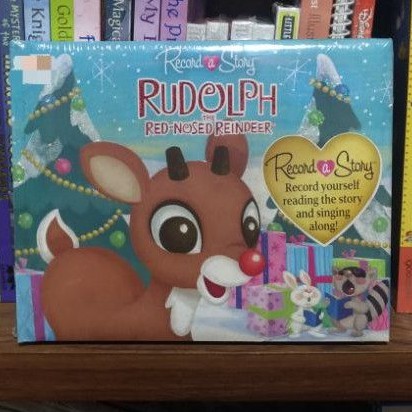 Record a Story
RUDOLPH
THE
RED-NOSED REINDEER
Record a Story
Record yourself
reading the story
and singing
along!